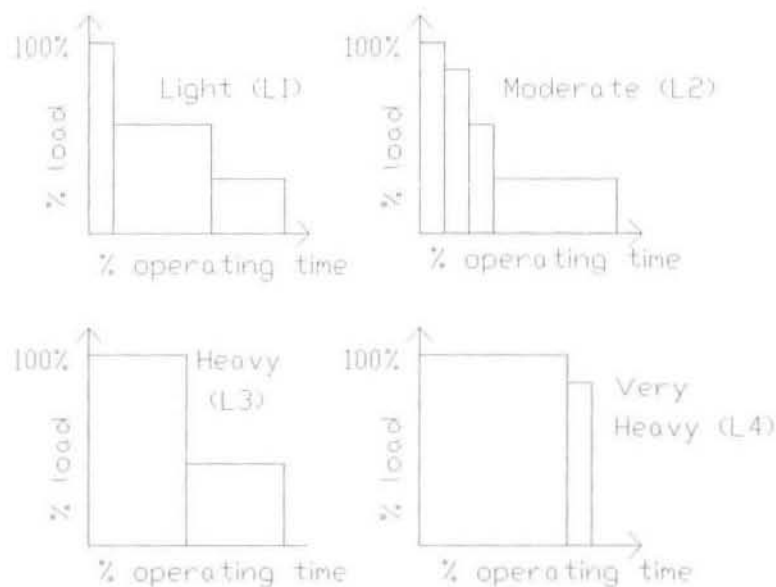 100%
Light (L1)
% load
% operating time
100%
Moderate (L2)
% load
% operating time
100%
Heavy
(L3)
% load
% operating time
100%
Very
Heavy (L4)
% load
% operating time